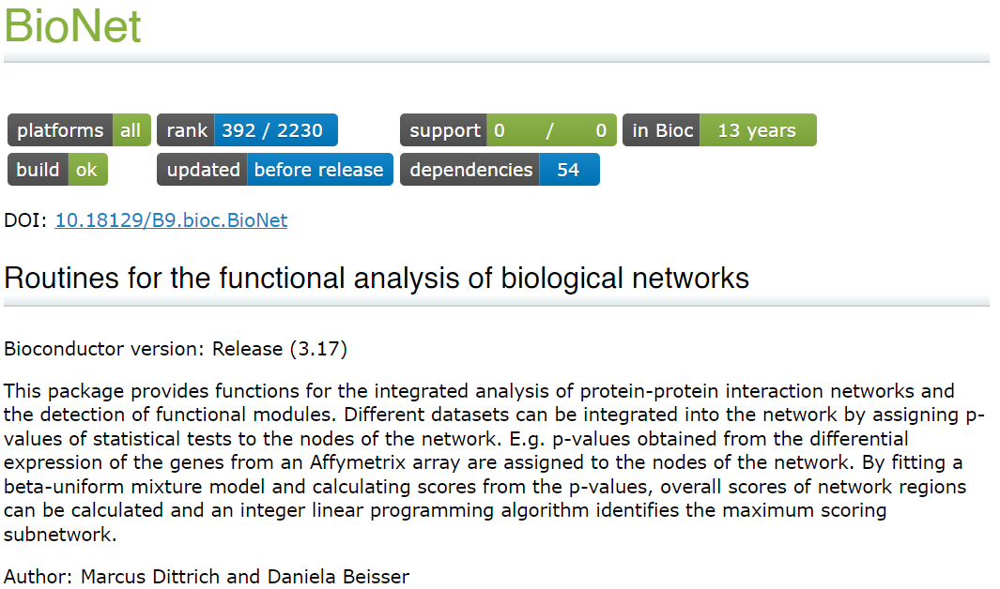 BioNet
platforms all rank 392 / 2230 support 0 / 0 in Bioc 13 years
build ok updated before release dependencies 54
DOI: 10.18129/B9.bioc.BioNet
Routines for the functional analysis of biological networks
Bioconductor version: Release (3.17)
This package provides functions for the integrated analysis of protein-protein interaction networks and
the detection of functional modules. Different datasets can be integrated into the network by assigning p-
values of statistical tests to the nodes of the network. E.g. p-values obtained from the differential
expression of the genes from an Affymetrix array are assigned to the nodes of the network. By fitting a
beta-uniform mixture model and calculating scores from the p-values, overall scores of network regions
can be calculated and an integer linear programming algorithm identifies the maximum scoring
subnetwork.
Author: Marcus Dittrich and Daniela Beisser